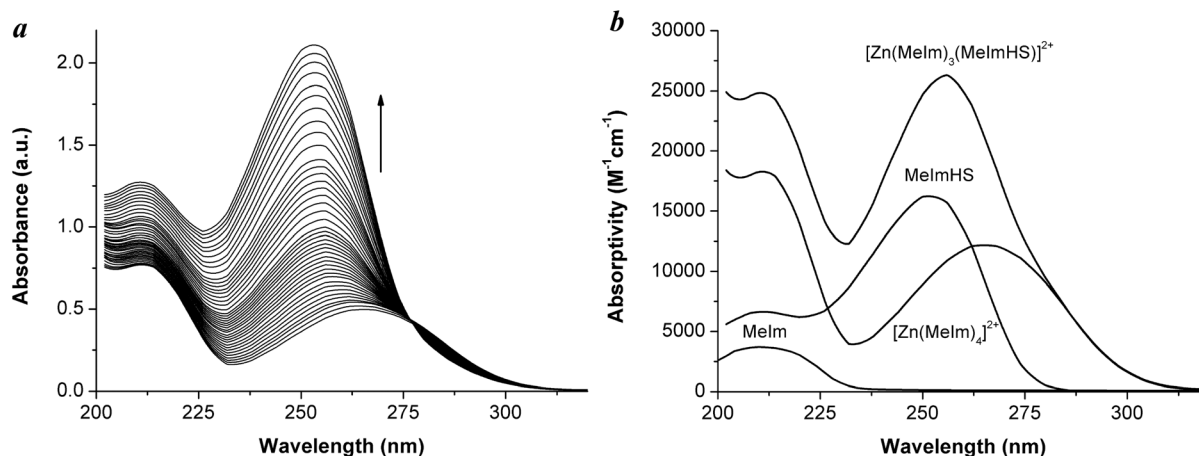 a
2.0
1.5
1.0
0.5
0.0
Absorbance (a.u.)
200 225 250 275 300
Wavelength (nm)
b
30000
25000
20000
15000
10000
5000
0
Absorptivity (M⁻¹cm⁻¹)
[Zn(MeIm)₃(MeImHS)]²⁺
MeImHS
[Zn(MeIm)₄]²⁺
MeIm
200 225 250 275 300
Wavelength (nm)